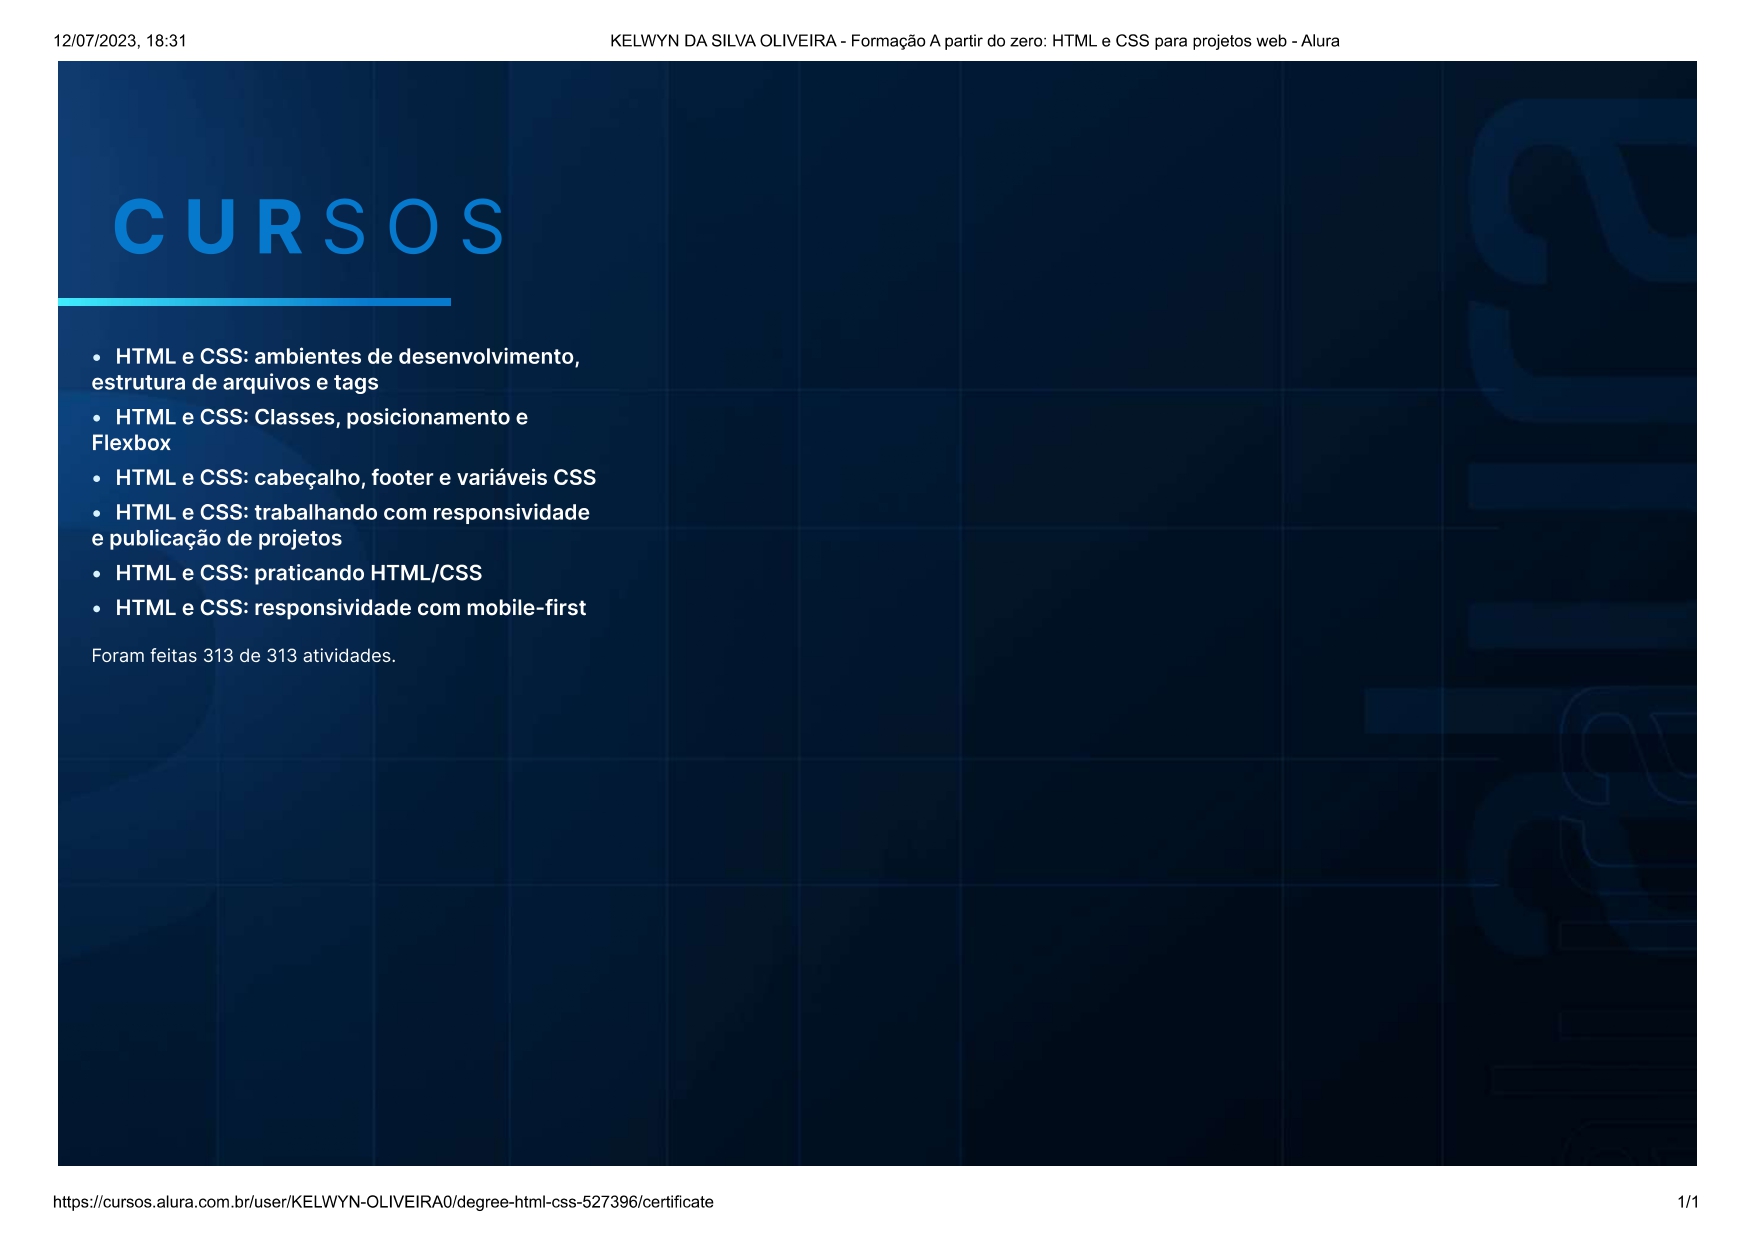 12/07/2023, 18:31
KELWYN DA SILVA OLIVEIRA - Formação A partir do zero: HTML e CSS para projetos web - Alura
CURSOS
• HTML e CSS: ambientes de desenvolvimento,
estrutura de arquivos e tags
• HTML e CSS: Classes, posicionamento e
Flexbox
• HTML e CSS: cabeçalho, footer e variáveis CSS
• HTML e CSS: trabalhando com responsividade
e publicação de projetos
• HTML e CSS: praticando HTML/CSS
• HTML e CSS: responsividade com mobile-first
Foram feitas 313 de 313 atividades.
alura
https://cursos.alura.com.br/user/KELWYN-OLIVEIRA0/degree-html-css-527396/certificate
1/1